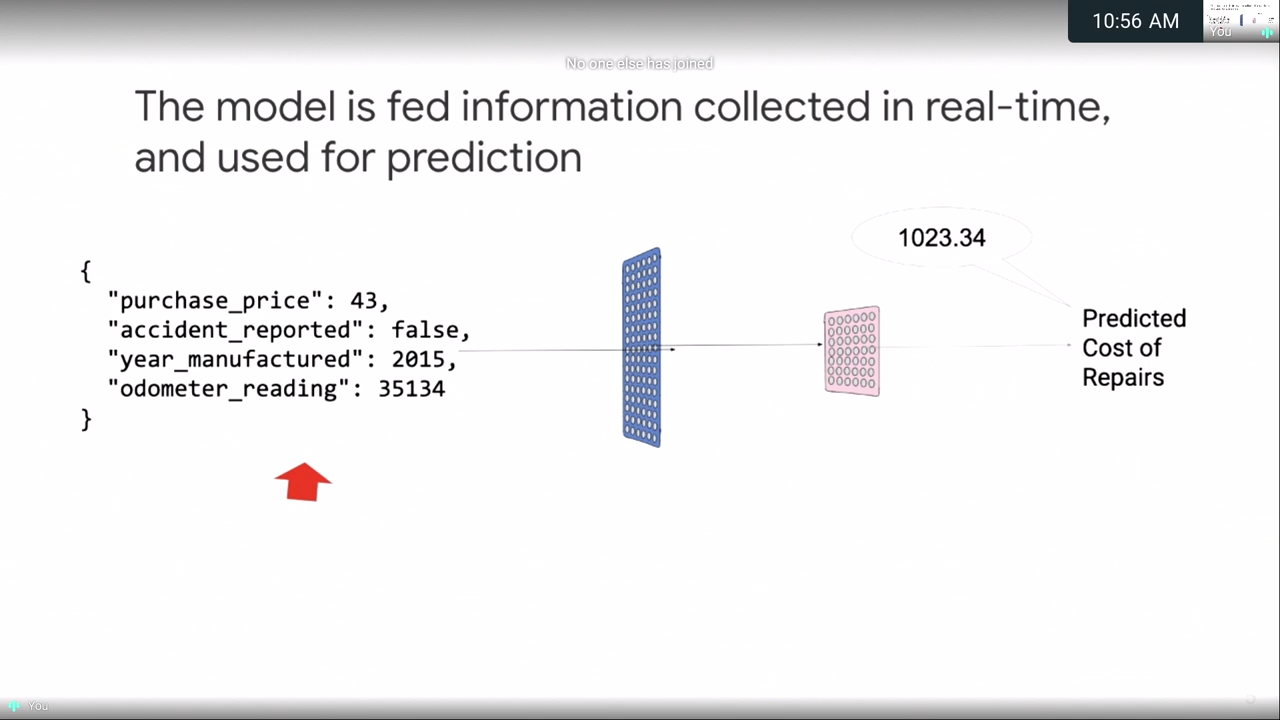 10:56 AM
You
No one else has joined
The model is fed information collected in real-time,
and used for prediction
1023.34
{
"purchase_price": 43,
"accident_reported": false,
"year_manufactured": 2015,
"odometer_reading": 35134
}
Predicted
Cost of
Repairs
You